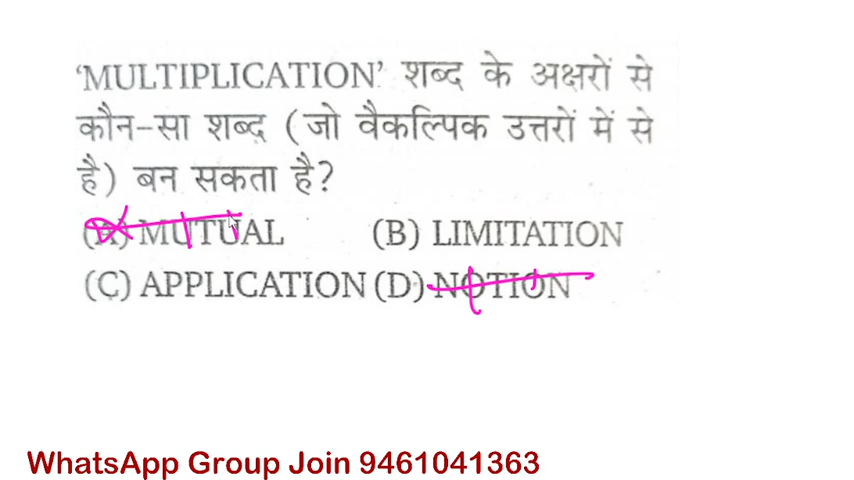 ‘MULTIPLICATION’ शब्द के अक्षरों से
कौन-सा शब्द (जो वैकल्पिक उत्तरों में से
है) बन सकता है?
(A) MUTUAL (B) LIMITATION
(C) APPLICATION (D) NOTION
WhatsApp Group Join 9461041363